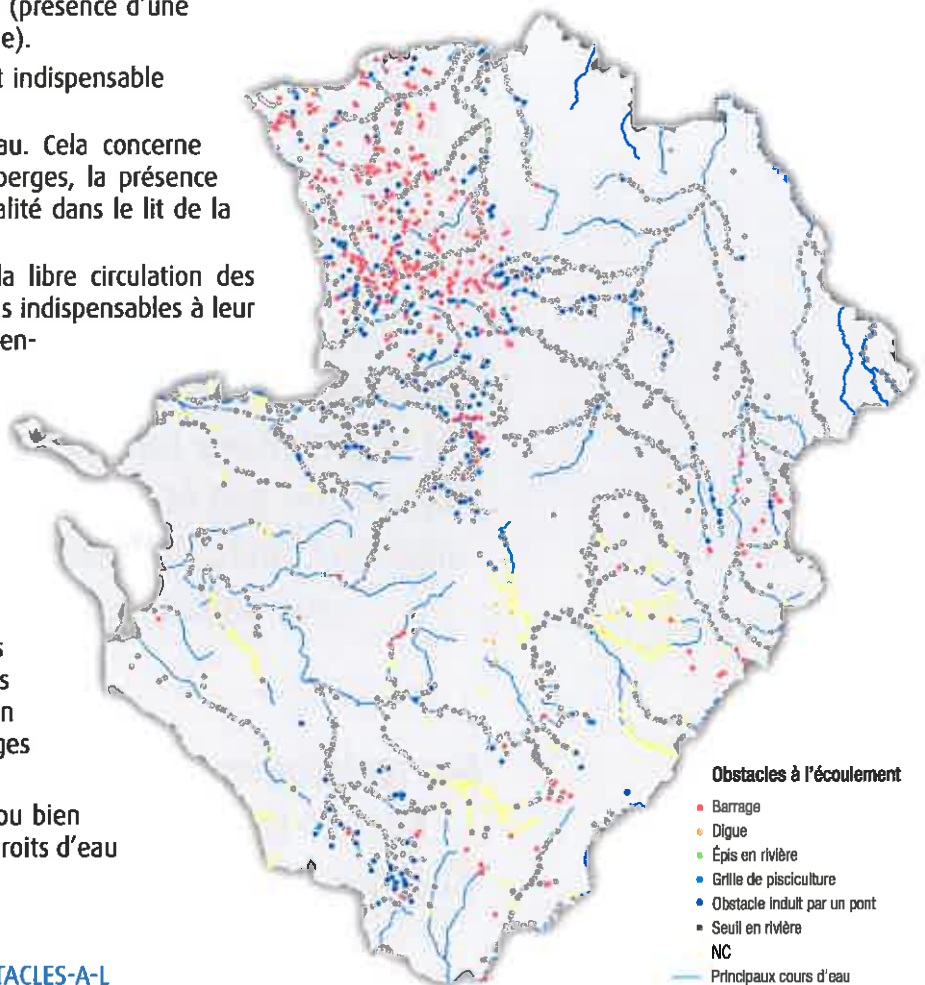 (présence d'une
e).
t indispensable
au. Cela concerne
berges, la présence
alité dans le lit de la
la libre circulation des
s indispensables à leur
en-
s
s
n
ges
ou bien
roits d'eau
TACLES-A-L
Obstacles à l'écoulement
Barrage
Digue
Épis en rivière
Grille de pisciculture
Obstacle induit par un pont
Seuil en rivière
NC
Principaux cours d'eau